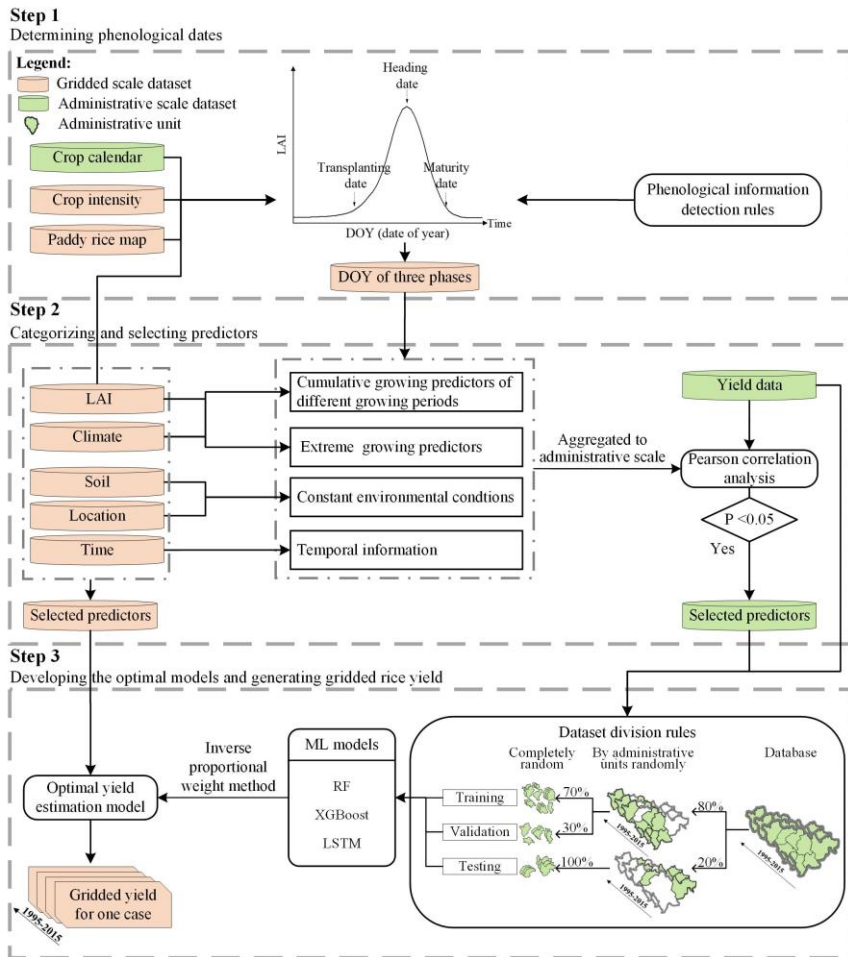 Step 1
Determining phenological dates
Legend:
Gridded scale dataset
Administrative scale dataset
Administrative unit
Crop calendar
Crop intensity
Paddy rice map
LAI
Heading
date
Transplanting
date
Maturity
date
Time
DOY (date of year)
Phenological information
detection rules
DOY of three phases
Step 2
Categorizing and selecting predictors
LAI
Climate
Soil
Location
Time
Selected predictors
Cumulative growing predictors of
different growing periods
Extreme growing predictors
Constant environmental condtions
Temporal information
Aggregated to
administrative scale
Yield data
Pearson correlation
analysis
P <0.05
Yes
Selected predictors
Step 3
Developing the optimal models and generating gridded rice yield
Optimal yield
estimation model
Gridded yield
for one case
1995-2015
Inverse
proportional
weight method
ML models
RF
XGBoost
LSTM
Dataset division rules
Completely
random
By administrative
units randomly
Database
Training
Validation
Testing
70%
30%
100%
80%
20%
1995-2015
1995-2015
1995-2015